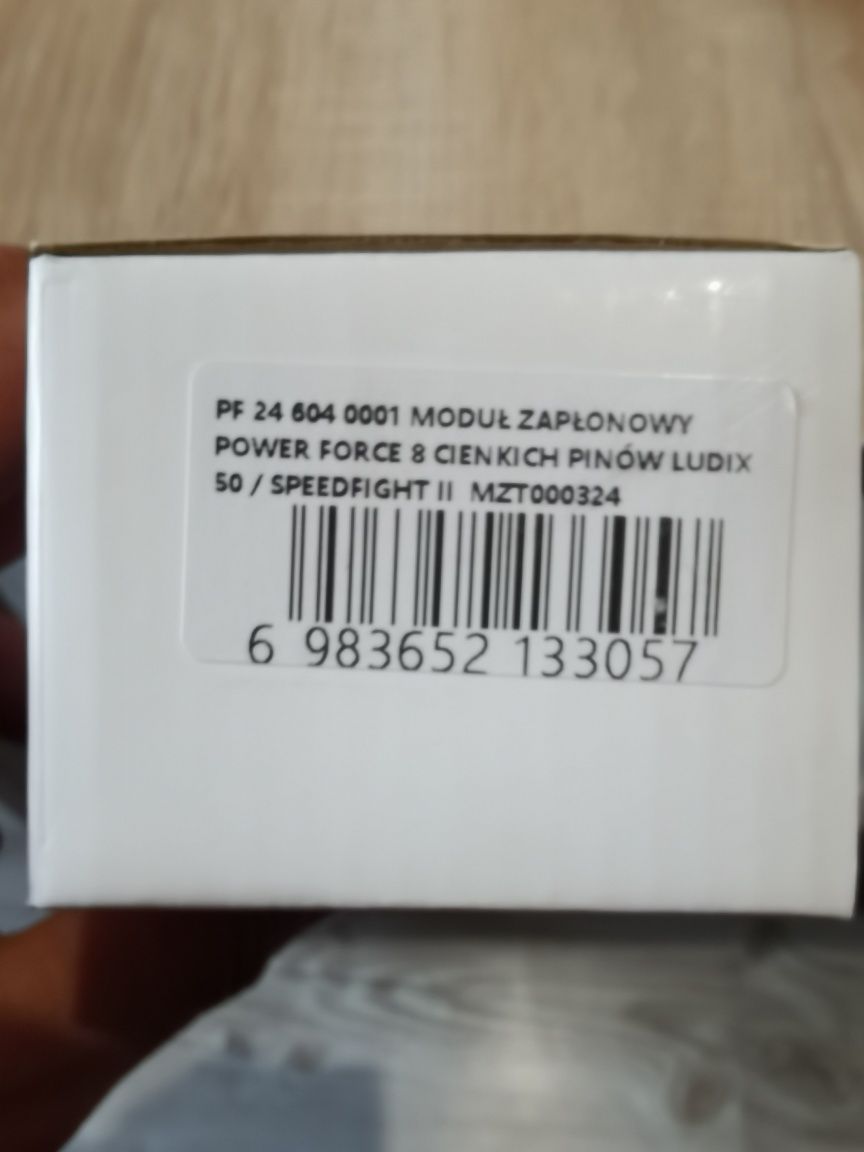 PF 24 604 0001 MODUŁ ZAPŁONOWY
POWER FORCE 8 CIENKICH PINÓW LUDIX
50 / SPEEDFIGHT II MZT000324
6 983652 133057